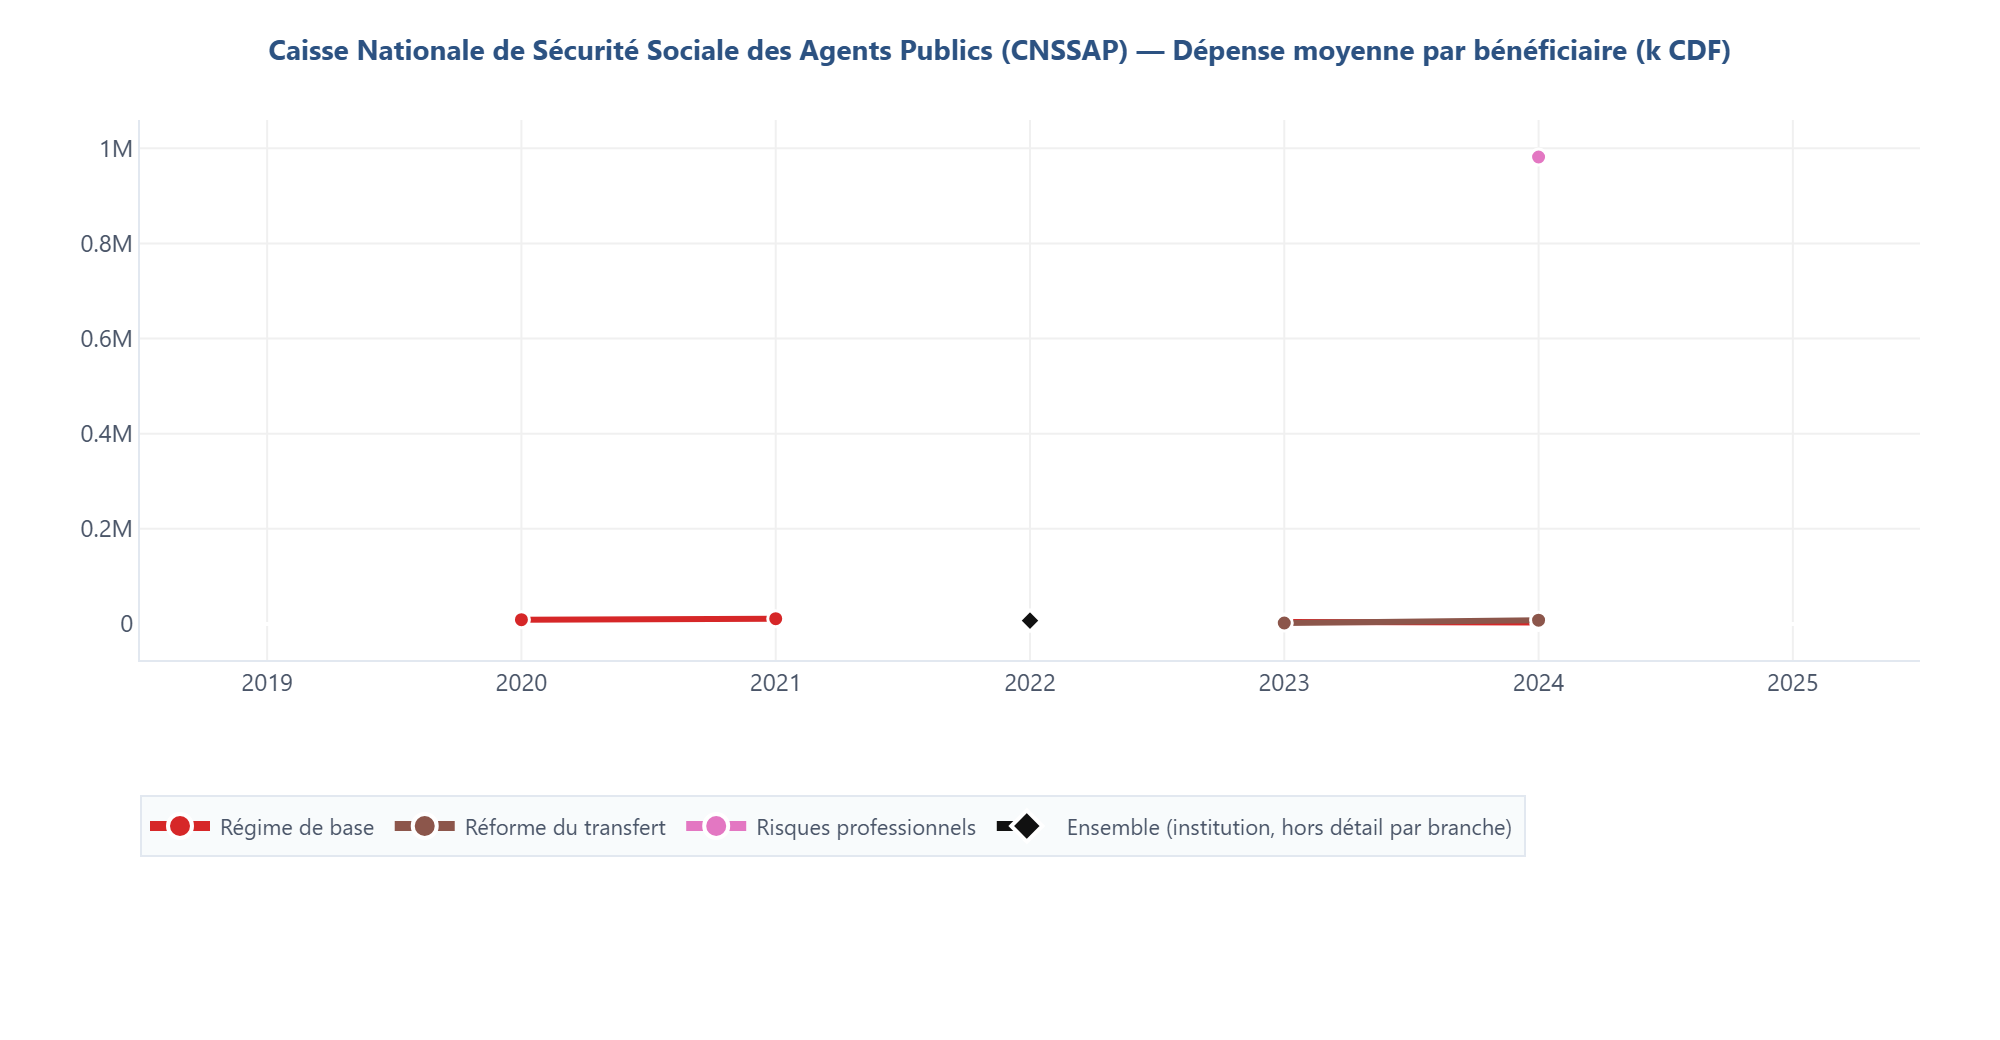 Caisse Nationale de Sécurité Sociale des Agents Publics (CNSSAP) — Dépense moyenne par bénéficiaire (k CDF)
1M
0.8M
0.6M
0.4M
0.2M
0
2019 2020 2021 2022 2023 2024 2025
Régime de base Réforme du transfert Risques professionnels Ensemble (institution, hors détail par branche)